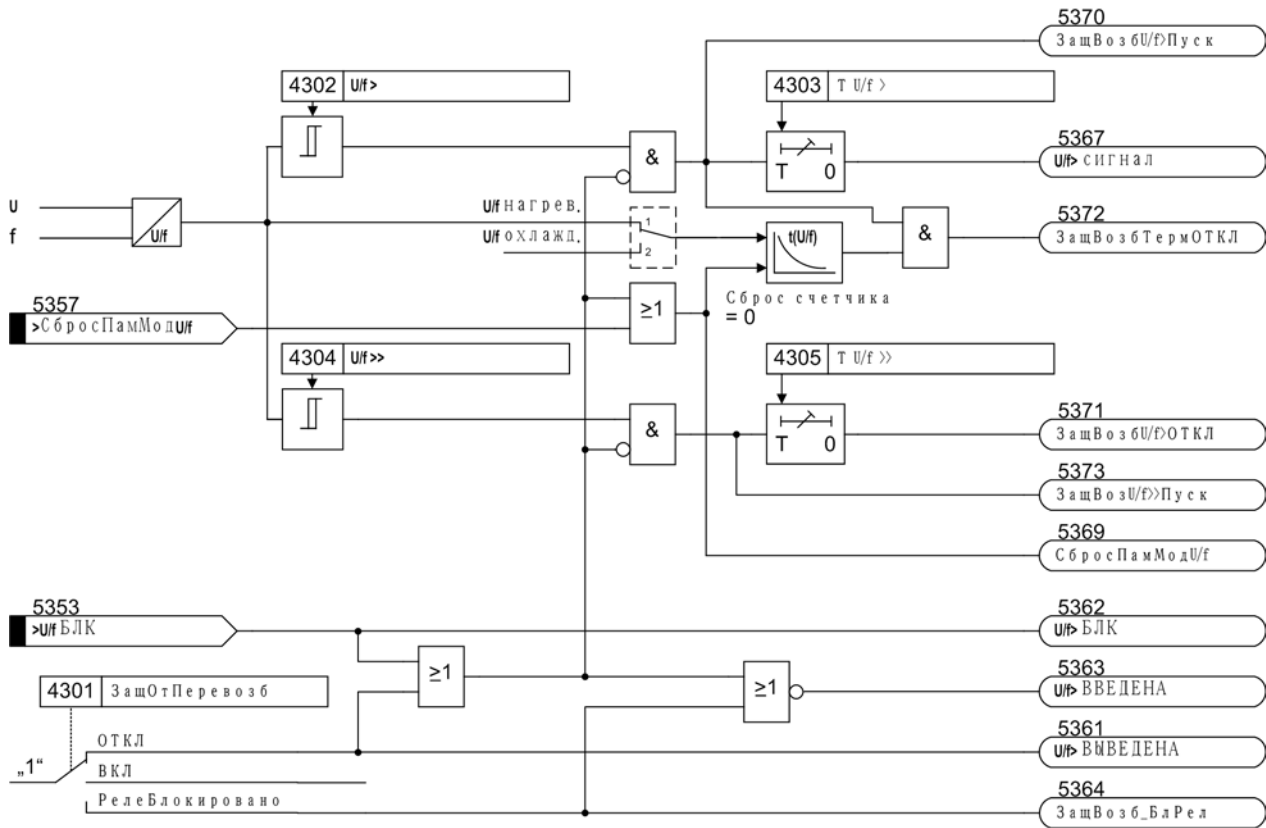 5370
ЗащВозбU/f>Пуск
4302 U/f >
4303 T U/f >
5367
U/f> сигнал
&
T 0
U/f нагрев.
1
U
f
U/f
5372
ЗащВозбТермОТКЛ
t(U/f)
&
U/f охлажд.
2
5357
>СбросПамМодU/f
≥1
Сброс счетчика
= 0
4304 U/f >>
4305 T U/f >>
5371
ЗащВозбU/f>ОТКЛ
&
T 0
5373
ЗащВозU/f>>Пуск
5369
СбросПамМодU/f
5353
>U/f БЛК
5362
U/f> БЛК
≥1
≥1
5363
U/f> ВВЕДЕНА
4301 ЗащОтПеревозб
ОТКЛ
5361
U/f> ВЫВЕДЕНА
„1“
ВКЛ
РелеБлокировано
5364
ЗащВозб_БлРел